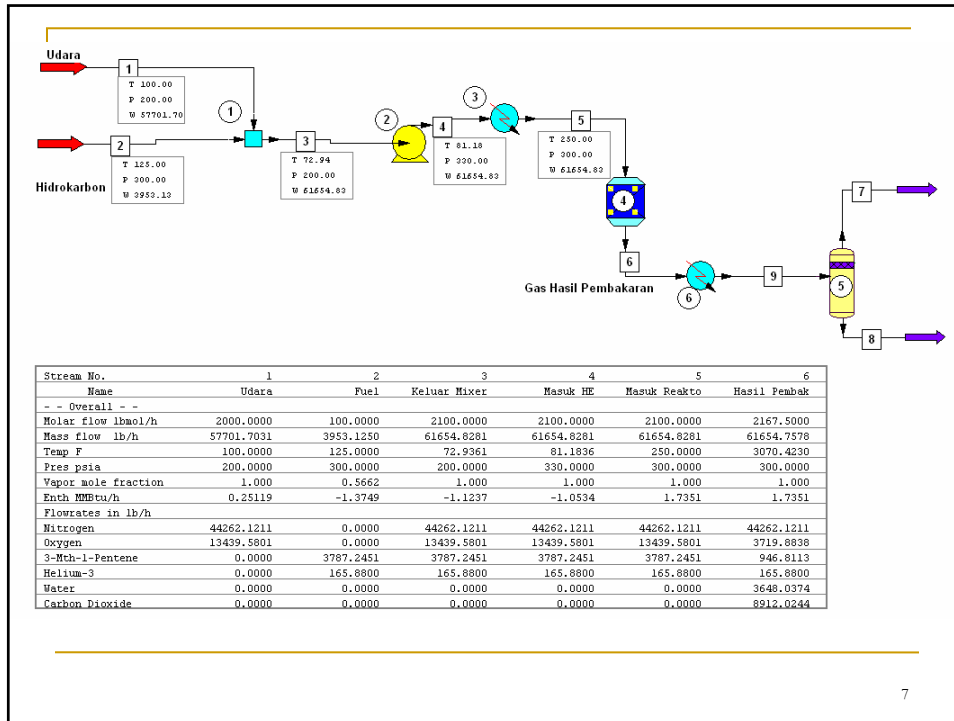 Udara
1
T 100.00
P 200.00
W 57701.70
1
Hidrokarbon
2
T 125.00
P 300.00
W 3953.13
3
T 72.94
P 200.00
W 61654.83
2
4
T 81.18
P 330.00
W 61654.83
3
5
T 250.00
P 300.00
W 61654.83
4
6
Gas Hasil Pembakaran
6
9
7
5
8
Stream No. 1 2 3 4 5 6
Name Udara Fuel Keluar Mixer Masuk HE Masuk Reakto Hasil Pembak
- - Overall - -
Molar flow lbmol/h 2000.0000 100.0000 2100.0000 2100.0000 2100.0000 2167.5000
Mass flow lb/h 57701.7031 3953.1250 61654.8281 61654.8281 61654.8281 61654.7578
Temp F 100.0000 125.0000 72.9361 81.1836 250.0000 3070.4230
Pres psia 200.0000 300.0000 200.0000 330.0000 300.0000 300.0000
Vapor mole fraction 1.000 0.5662 1.000 1.000 1.000 1.000
Enth MMBtu/h 0.25119 -1.3749 -1.1237 -1.0534 1.7351 1.7351
Flowrates in lb/h
Nitrogen 44262.1211 0.0000 44262.1211 44262.1211 44262.1211 44262.1211
Oxygen 13439.5801 0.0000 13439.5801 13439.5801 13439.5801 3719.8838
3-Mth-1-Pentene 0.0000 3787.2451 3787.2451 3787.2451 3787.2451 946.8113
Helium-3 0.0000 165.8800 165.8800 165.8800 165.8800 165.8800
Water 0.0000 0.0000 0.0000 0.0000 0.0000 3648.0374
Carbon Dioxide 0.0000 0.0000 0.0000 0.0000 0.0000 8912.0244
7